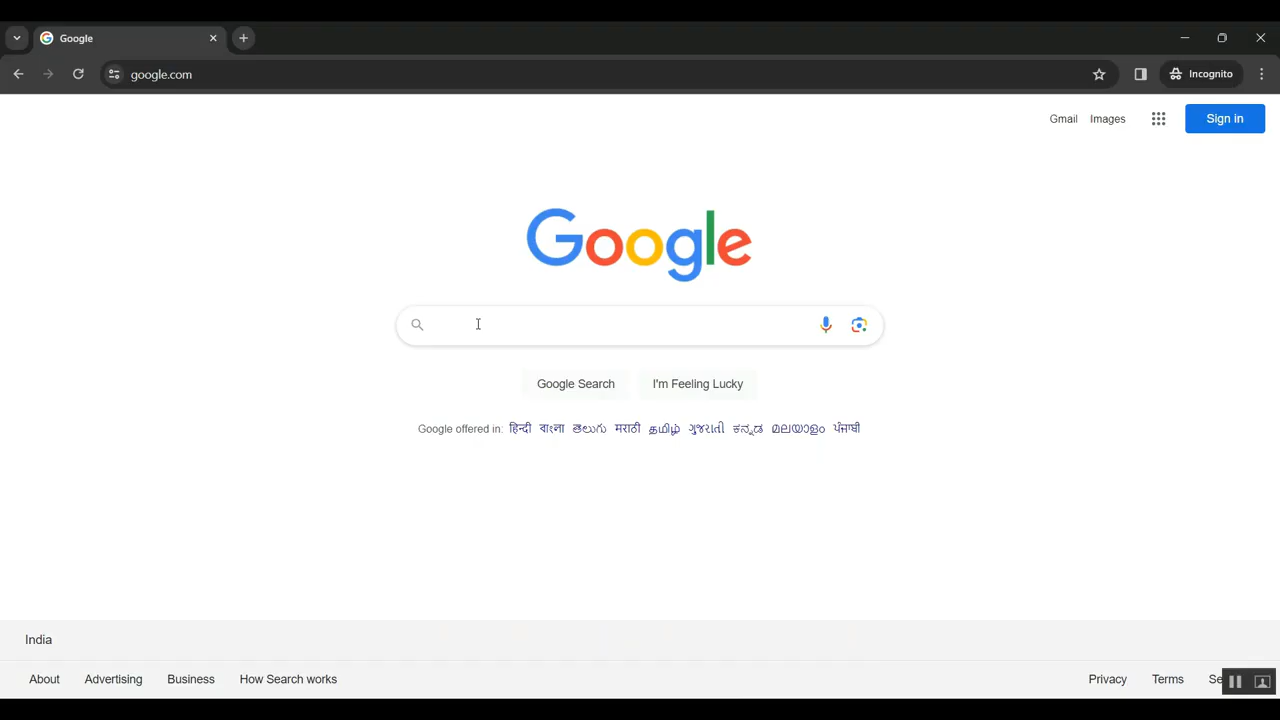 Google
google.com
Incognito
Gmail Images Sign in
Google
Google Search I'm Feeling Lucky
Google offered in: हिन्दी বাংলা తెలుగు मराठी தமிழ் ગુજરાતી ಕನ್ನಡ മലയാളം ਪੰਜਾਬੀ
India
About Advertising Business How Search works Privacy Terms